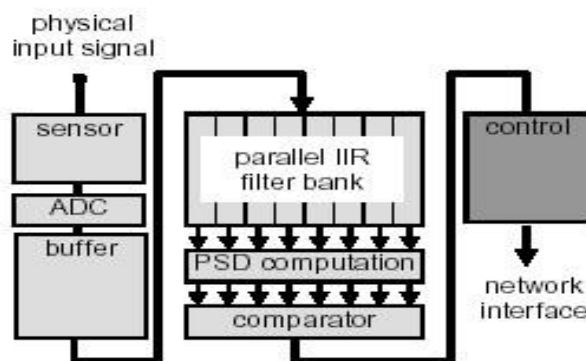 physical
input signal
sensor
ADC
buffer
parallel IIR
filter bank
PSD computation
comparator
control
network
interface